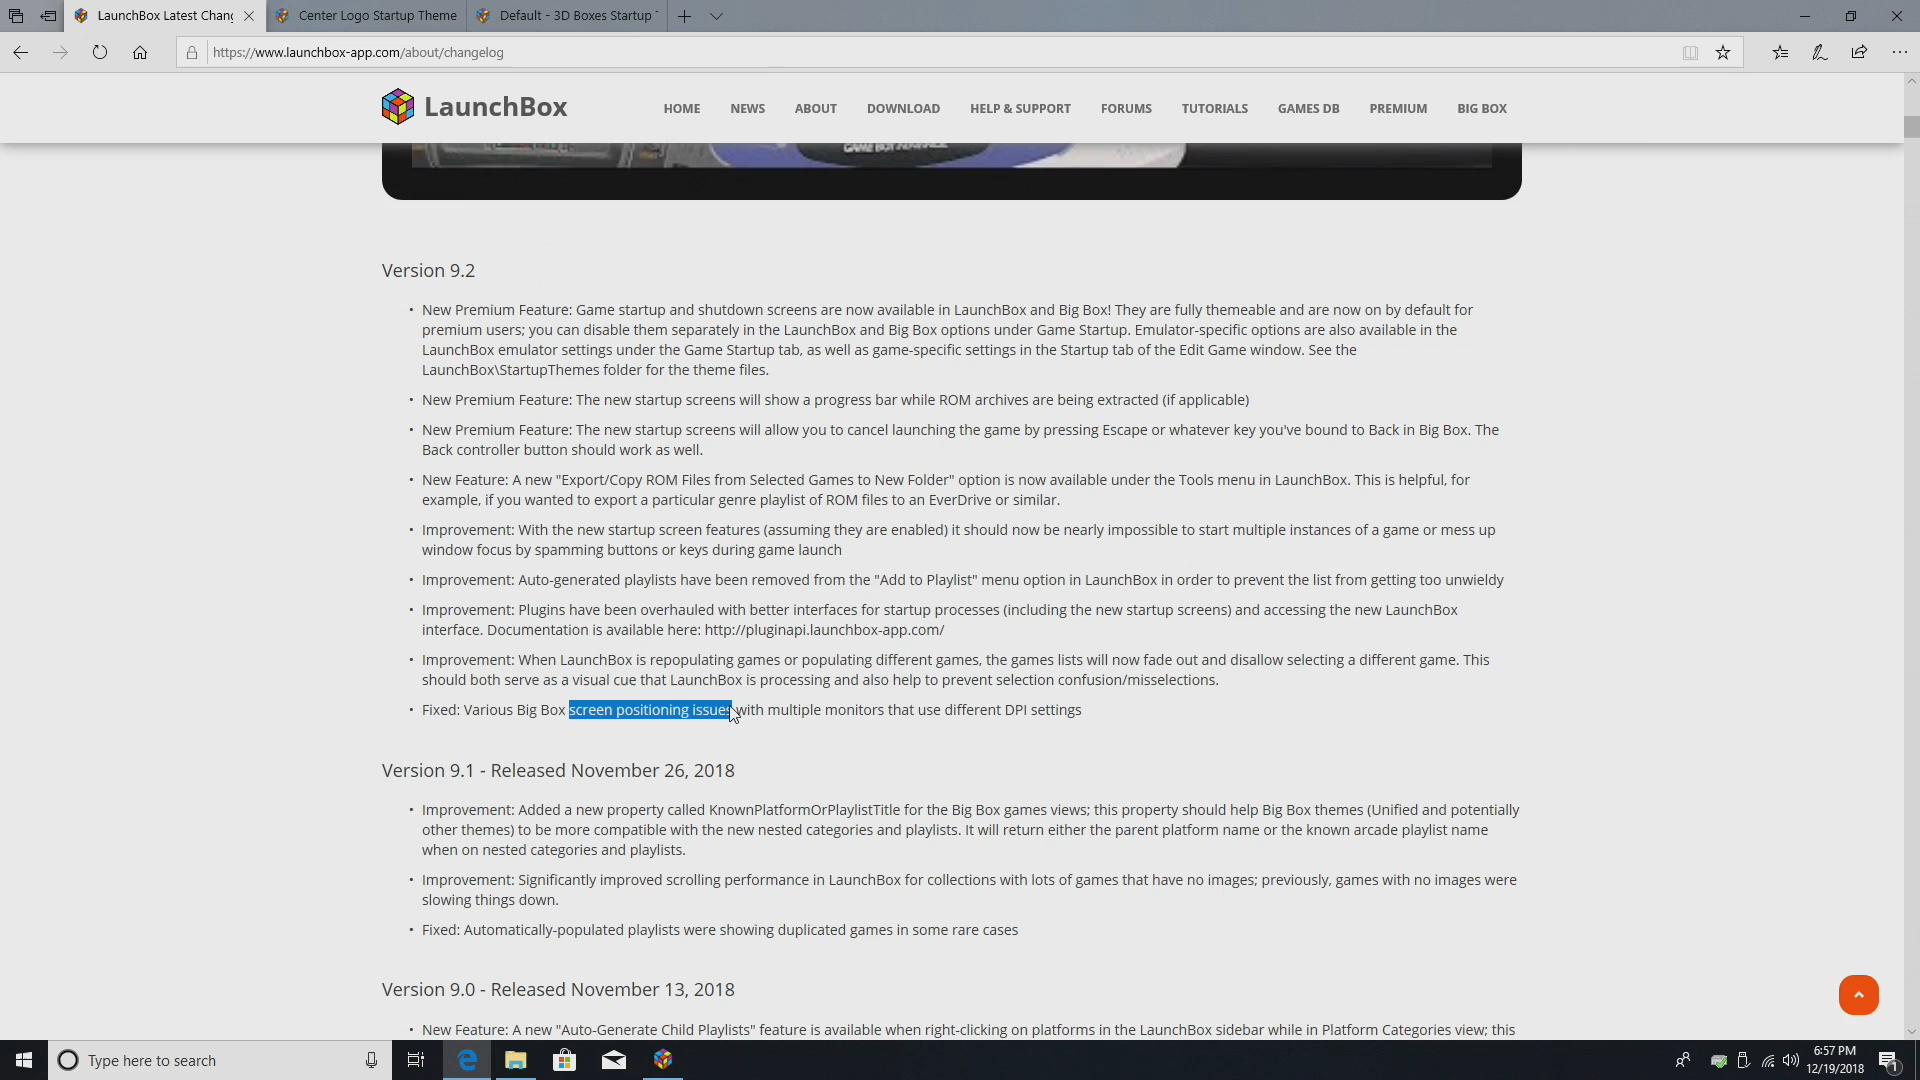 LaunchBox Latest Chang
Center Logo Startup Theme
Default - 3D Boxes Startup T
https://www.launchbox-app.com/about/changelog
LaunchBox
HOME NEWS ABOUT DOWNLOAD HELP & SUPPORT FORUMS TUTORIALS GAMES DB PREMIUM BIG BOX
GAME BOY ADVANCE
Version 9.2
• New Premium Feature: Game startup and shutdown screens are now available in LaunchBox and Big Box! They are fully themeable and are now on by default for
premium users; you can disable them separately in the LaunchBox and Big Box options under Game Startup. Emulator-specific options are also available in the
LaunchBox emulator settings under the Game Startup tab, as well as game-specific settings in the Startup tab of the Edit Game window. See the
LaunchBox\StartupThemes folder for the theme files.
• New Premium Feature: The new startup screens will show a progress bar while ROM archives are being extracted (if applicable)
• New Premium Feature: The new startup screens will allow you to cancel launching the game by pressing Escape or whatever key you've bound to Back in Big Box. The
Back controller button should work as well.
• New Feature: A new "Export/Copy ROM Files from Selected Games to New Folder" option is now available under the Tools menu in LaunchBox. This is helpful, for
example, if you wanted to export a particular genre playlist of ROM files to an EverDrive or similar.
• Improvement: With the new startup screen features (assuming they are enabled) it should now be nearly impossible to start multiple instances of a game or mess up
window focus by spamming buttons or keys during game launch
• Improvement: Auto-generated playlists have been removed from the "Add to Playlist" menu option in LaunchBox in order to prevent the list from getting too unwieldy
• Improvement: Plugins have been overhauled with better interfaces for startup processes (including the new startup screens) and accessing the new LaunchBox
interface. Documentation is available here: http://pluginapi.launchbox-app.com/
• Improvement: When LaunchBox is repopulating games or populating different games, the games lists will now fade out and disallow selecting a different game. This
should both serve as a visual cue that LaunchBox is processing and also help to prevent selection confusion/misselections.
• Fixed: Various Big Box screen positioning issues with multiple monitors that use different DPI settings
Version 9.1 - Released November 26, 2018
• Improvement: Added a new property called KnownPlatformOrPlaylistTitle for the Big Box games views; this property should help Big Box themes (Unified and potentially
other themes) to be more compatible with the new nested categories and playlists. It will return either the parent platform name or the known arcade playlist name
when on nested categories and playlists.
• Improvement: Significantly improved scrolling performance in LaunchBox for collections with lots of games that have no images; previously, games with no images were
slowing things down.
• Fixed: Automatically-populated playlists were showing duplicated games in some rare cases
Version 9.0 - Released November 13, 2018
• New Feature: A new "Auto-Generate Child Playlists" feature is available when right-clicking on platforms in the LaunchBox sidebar while in Platform Categories view; this
Type here to search
6:57 PM
12/19/2018
1